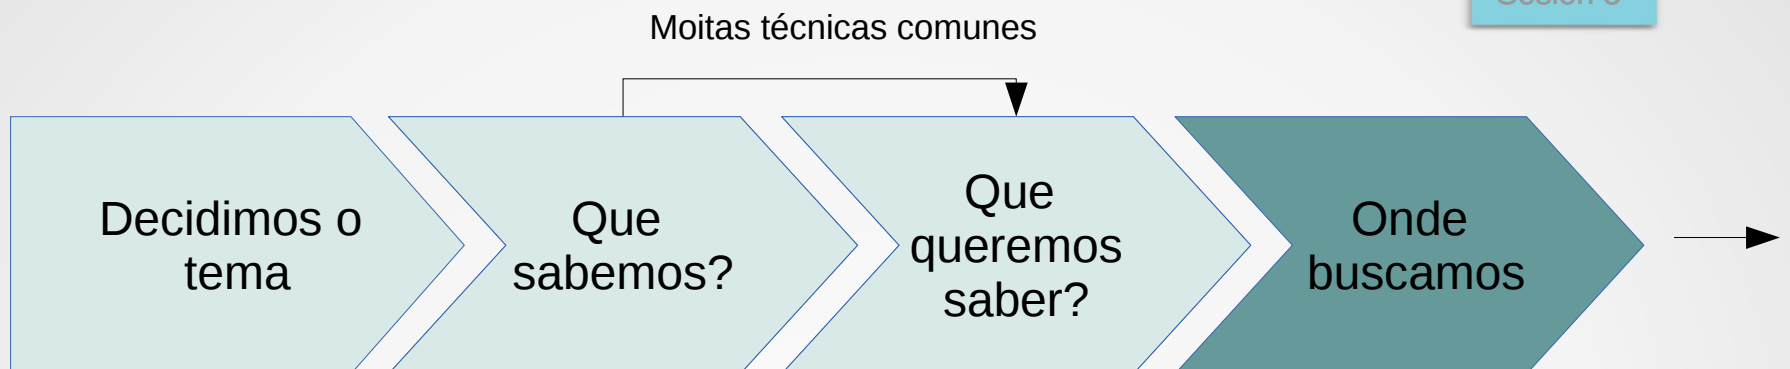 Moitas técnicas comunes
Decidimos o
tema
Que
sabemos?
Que
queremos
saber?
Onde
buscamos